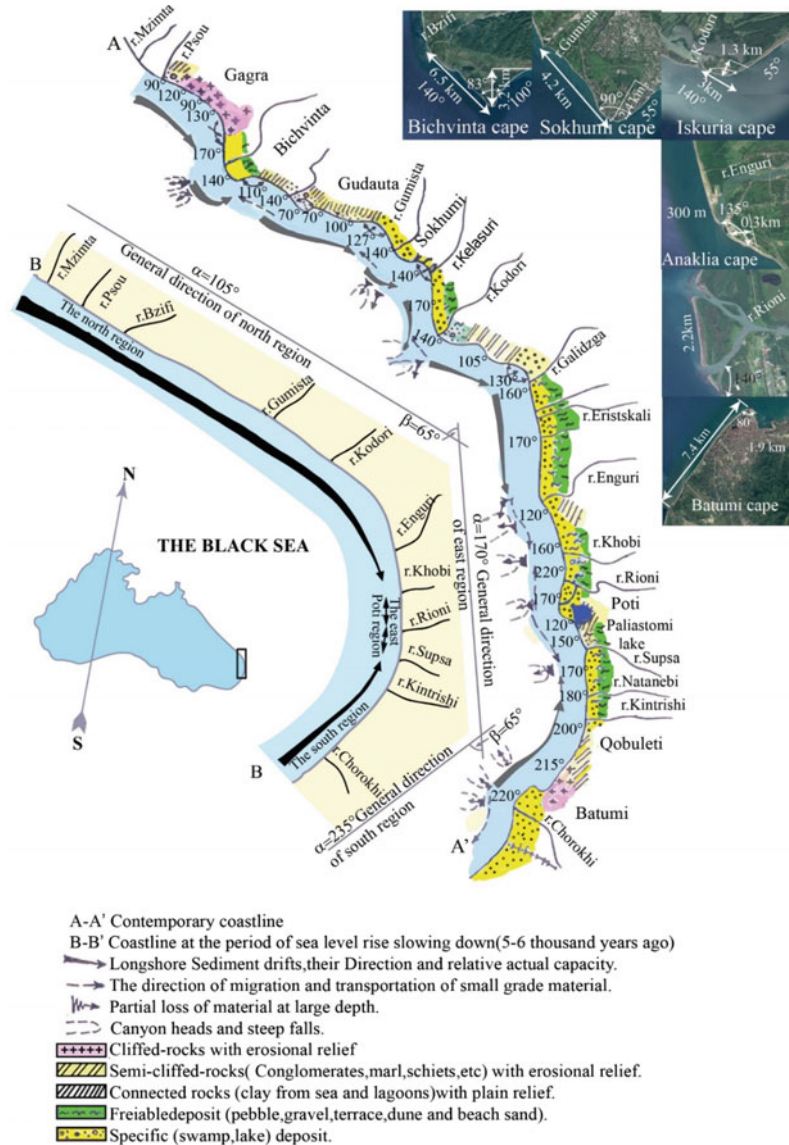 A
r.Mzimta
r.Psou
Gagra
90°
120°
90°
130°
170°
140°
Bichvinta
110°
140°
70°
70°
Gudauta
100°
127°
140°
r.Gumista
Sokhumi
r.Kelasuri
140°
170°
r.Kodori
140°
105°
130°
160°
r.Galidzga
r.Eristskali
170°
r.Enguri
120°
160°
r.Khobi
220°
r.Rioni
170°
Poti
120°
Paliastomi
lake
150°
r.Supsa
170°
r.Natanebi
180°
r.Kintrishi
200°
Qobuleti
215°
Batumi
220°
r.Chorokhi
A'
r.Bzifi
6.5 km
140°
83°
100°
Bichvinta cape
r.Gumista
4.2 km
90°
55°
Sokhumi cape
r.Kodori
1.3 km
3km
55°
140°
Iskuria cape
r.Enguri
300 m
135°
0.3km
Anaklia cape
r.Rioni
2.2km
140°
7.4 km
80°
1.9 km
Batumi cape
B
r.Mzimta
r.Psou
r.Bzifi
The north region
α=105°
General direction of north region
r.Gumista
r.Kodori
β=65°
r.Enguri
r.Khobi
The east
Poti region
r.Rioni
r.Supsa
r.Kintrishi
α=170° General direction
of east region
The south region
B
r.Chorokhi
β=65°
α=235° General direction
of south region
N
THE BLACK SEA
S
A-A' Contemporary coastline
B-B' Coastline at the period of sea level rise slowing down(5-6 thousand years ago)
Longshore Sediment drifts,their Direction and relative actual capacity.
The direction of migration and transportation of small grade material.
Partial loss of material at large depth.
Canyon heads and steep falls.
Cliffed-rocks with erosional relief
Semi-cliffed-rocks( Conglomerates,marl,schiets,etc) with erosional relief.
Connected rocks (clay from sea and lagoons)with plain relief.
Freiabledeposit (pebble,gravel,terrace,dune and beach sand).
Specific (swamp,lake) deposit.